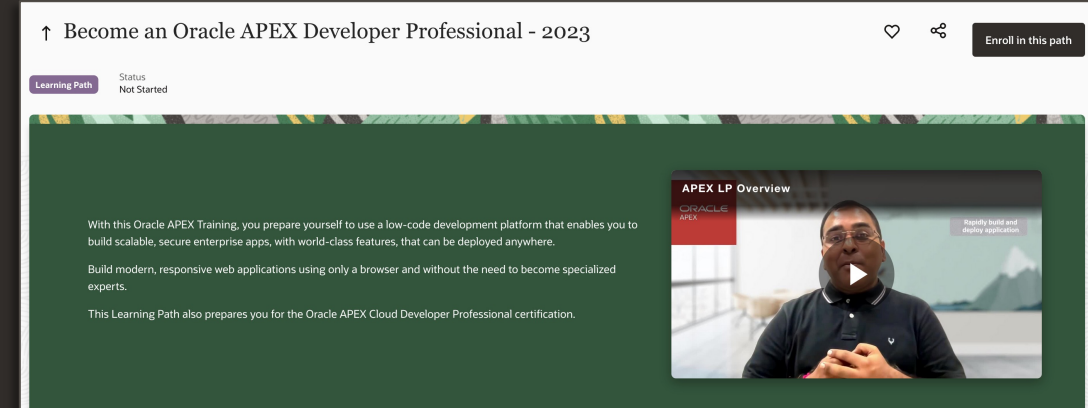 Become an Oracle APEX Developer Professional - 2023
Enroll in this path
Learning Path
Status
Not Started
With this Oracle APEX Training, you prepare yourself to use a low-code development platform that enables you to
build scalable, secure enterprise apps, with world-class features, that can be deployed anywhere.
Build modern, responsive web applications using only a browser and without the need to become specialized
experts.
This Learning Path also prepares you for the Oracle APEX Cloud Developer Professional certification.
APEX LP Overview
ORACLE
APEX
Rapidly build and
deploy application